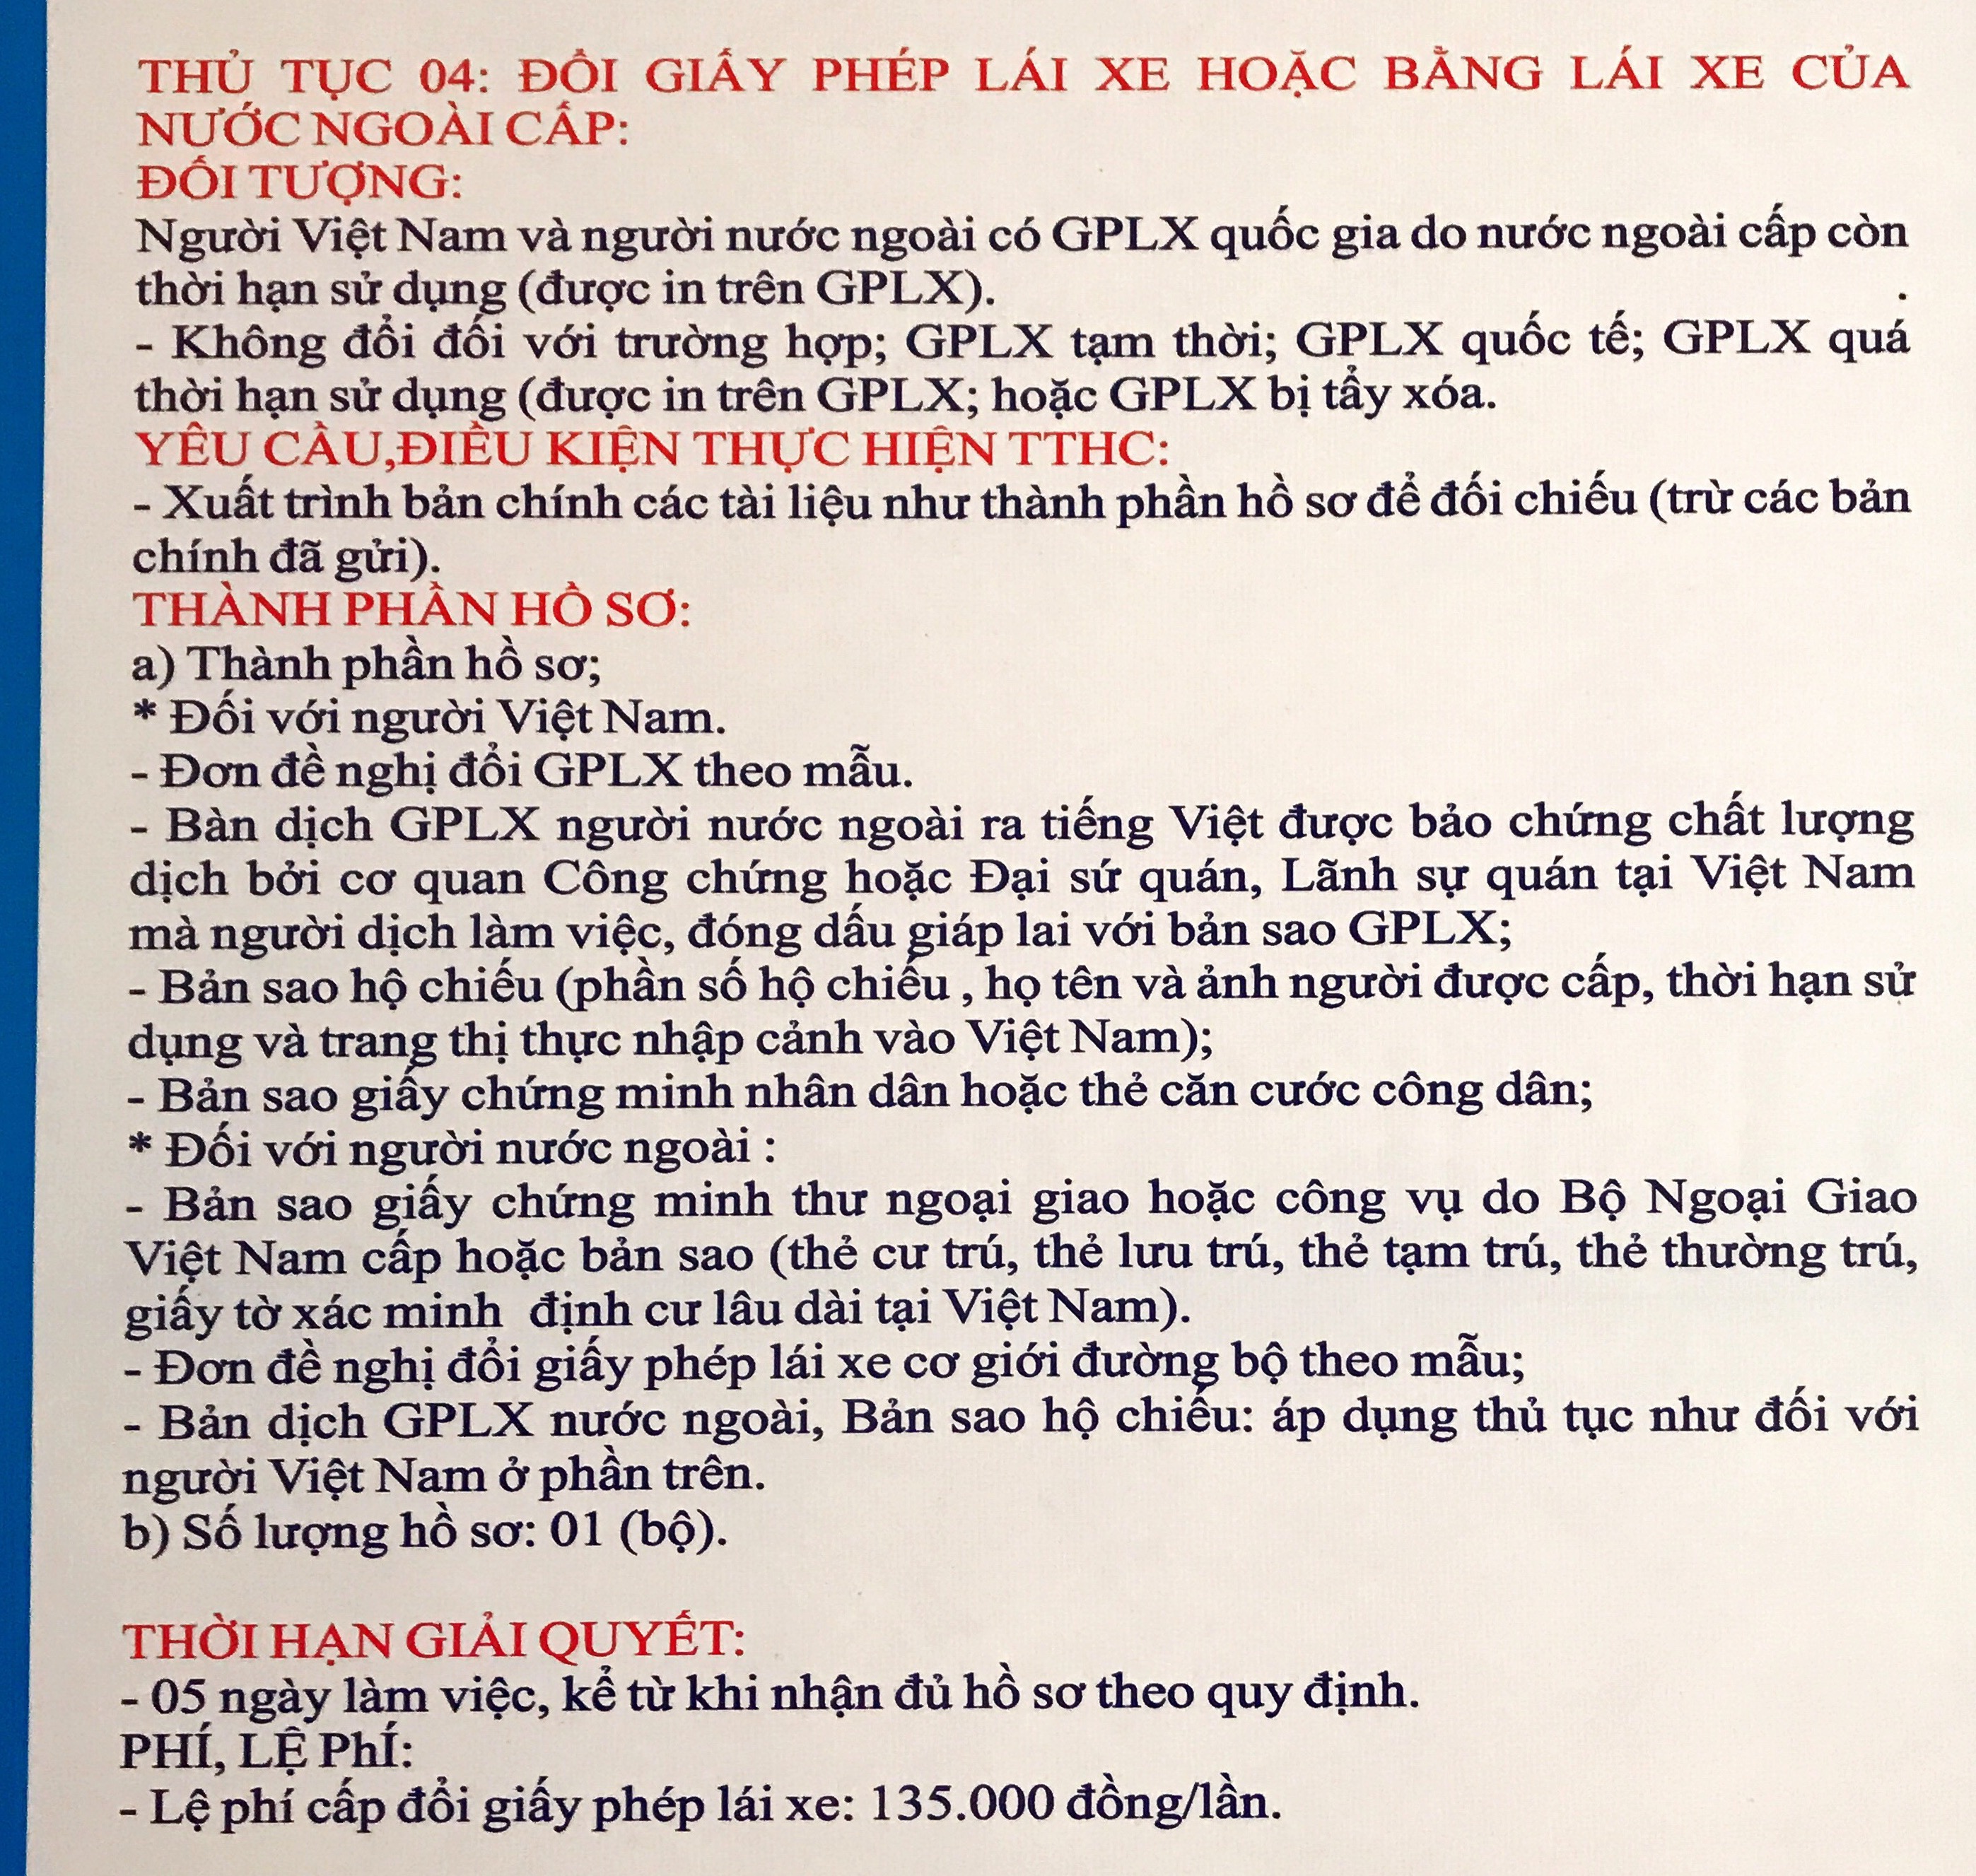 THỦ TỤC 04: ĐỔI GIẤY PHÉP LÁI XE HOẶC BẰNG LÁI XE CỦA
NƯỚC NGOÀI CẤP:
ĐỐI TƯỢNG:
Người Việt Nam và người nước ngoài có GPLX quốc gia do nước ngoài cấp còn
thời hạn sử dụng (được in trên GPLX).
- Không đổi đối với trường hợp; GPLX tạm thời; GPLX quốc tế; GPLX quá
thời hạn sử dụng (được in trên GPLX; hoặc GPLX bị tẩy xóa.
YÊU CẦU,ĐIỀU KIỆN THỰC HIỆN TTHC:
- Xuất trình bản chính các tài liệu như thành phần hồ sơ để đối chiếu (trừ các bản
chính đã gửi).
THÀNH PHẦN HỒ SƠ:
a) Thành phần hồ sơ;
* Đối với người Việt Nam.
- Đơn đề nghị đổi GPLX theo mẫu.
- Bàn dịch GPLX người nước ngoài ra tiếng Việt được bảo chứng chất lượng
dịch bởi cơ quan Công chứng hoặc Đại sứ quán, Lãnh sự quán tại Việt Nam
mà người dịch làm việc, đóng dấu giáp lai với bản sao GPLX;
- Bản sao hộ chiếu (phần số hộ chiếu , họ tên và ảnh người được cấp, thời hạn sử
dụng và trang thị thực nhập cảnh vào Việt Nam);
- Bản sao giấy chứng minh nhân dân hoặc thẻ căn cước công dân;
* Đối với người nước ngoài :
- Bản sao giấy chứng minh thư ngoại giao hoặc công vụ do Bộ Ngoại Giao
Việt Nam cấp hoặc bản sao (thẻ cư trú, thẻ lưu trú, thẻ tạm trú, thẻ thường trú,
giấy tờ xác minh  định cư lâu dài tại Việt Nam).
- Đơn đề nghị đổi giấy phép lái xe cơ giới đường bộ theo mẫu;
- Bản dịch GPLX nước ngoài, Bản sao hộ chiếu: áp dụng thủ tục như đối với
người Việt Nam ở phần trên.
b) Số lượng hồ sơ: 01 (bộ).
THỜI HẠN GIẢI QUYẾT:
- 05 ngày làm việc, kể từ khi nhận đủ hồ sơ theo quy định.
PHÍ, LỆ PhÍ:
- Lệ phí cấp đổi giấy phép lái xe: 135.000 đồng/lần.